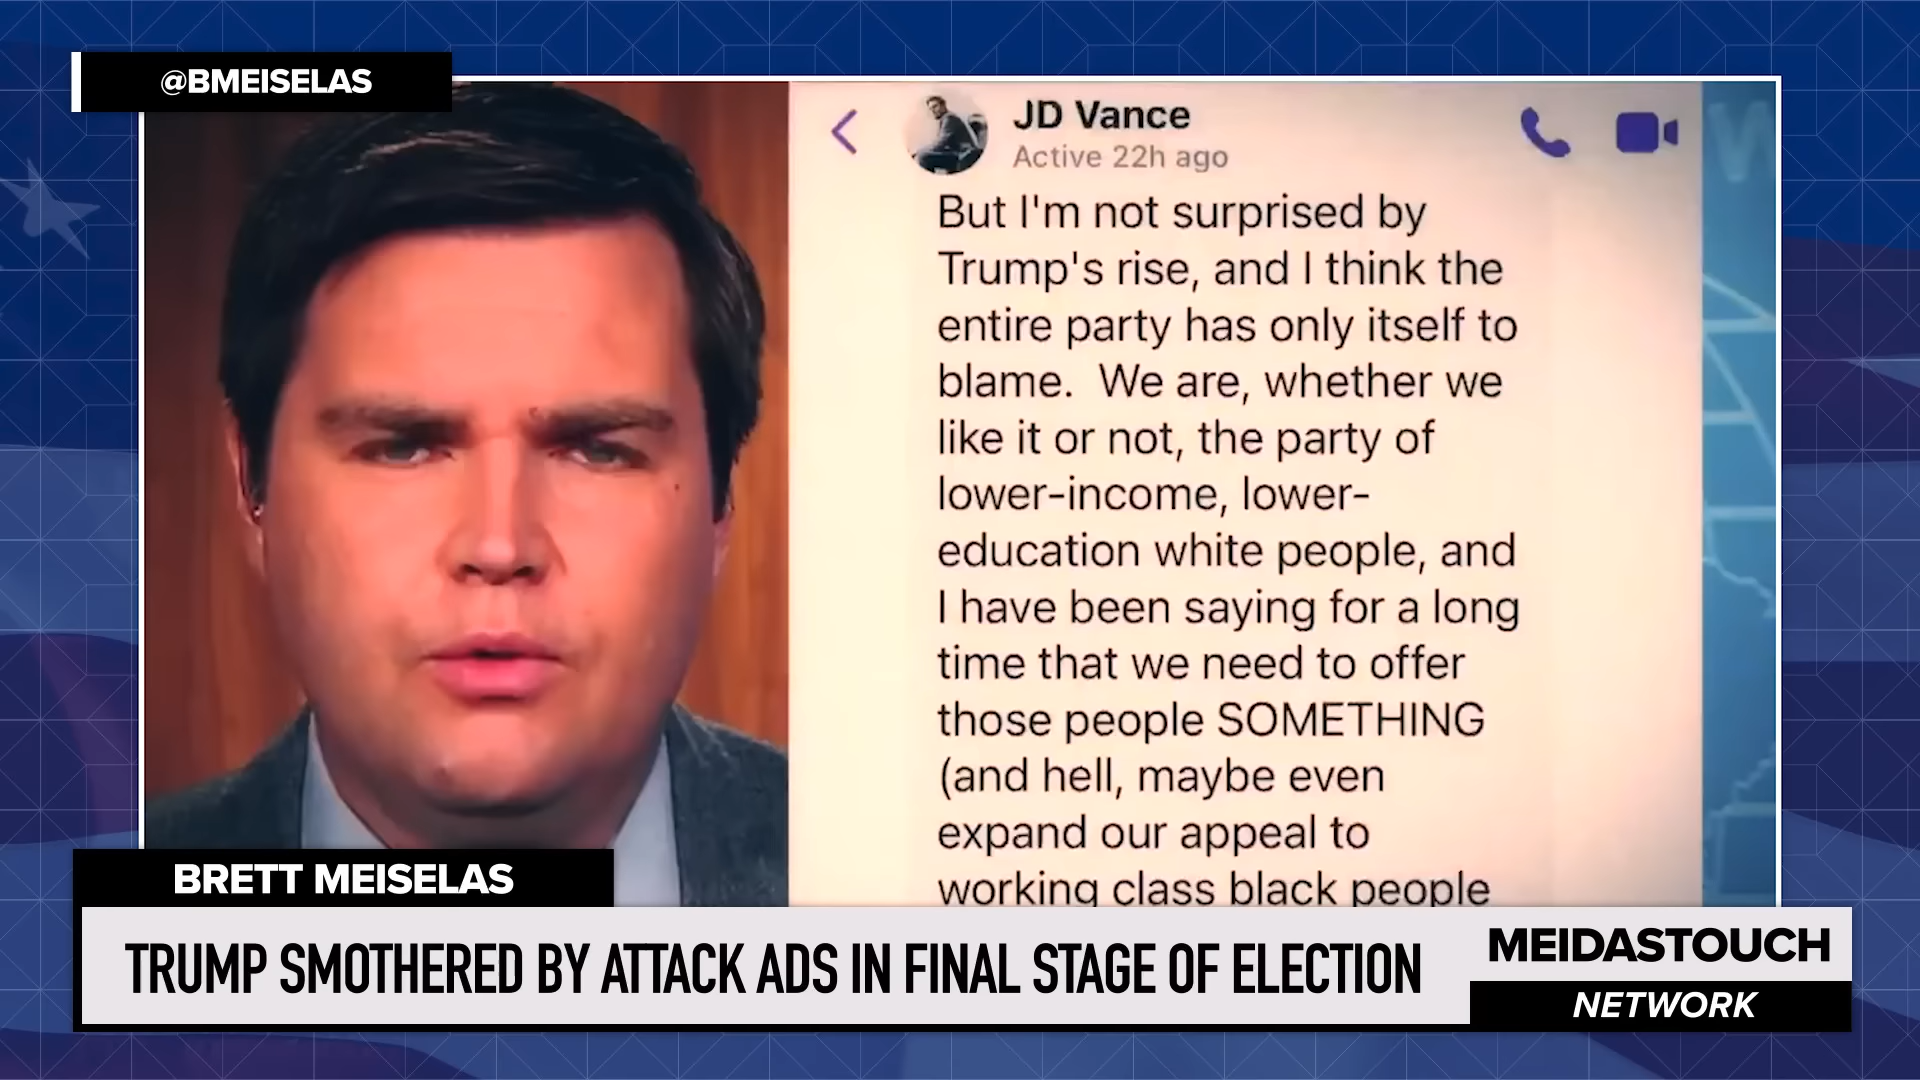 @BMEISELAS
JD Vance
Active 22h ago
But I'm not surprised by
Trump's rise, and I think the
entire party has only itself to
blame.  We are, whether we
like it or not, the party of
lower-income, lower-
education white people, and
I have been saying for a long
time that we need to offer
those people SOMETHING
(and hell, maybe even
expand our appeal to
working class black people
W
BRETT MEISELAS
TRUMP SMOTHERED BY ATTACK ADS IN FINAL STAGE OF ELECTION
MEIDASTOUCH
NETWORK